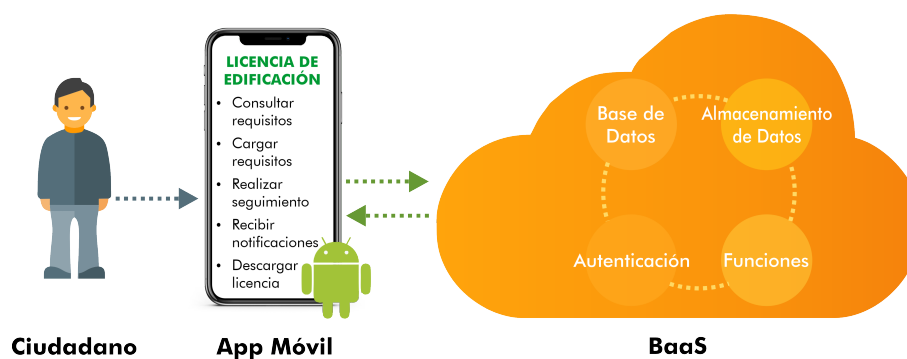 LICENCIA DE
EDIFICACIÓN
• Consultar
requisitos
• Cargar
requisitos
• Realizar
seguimiento
• Recibir
notificaciones
• Descargar
licencia
Base de
Datos
Almacenamiento
de Datos
Autenticación
Funciones
Ciudadano
App Móvil
BaaS